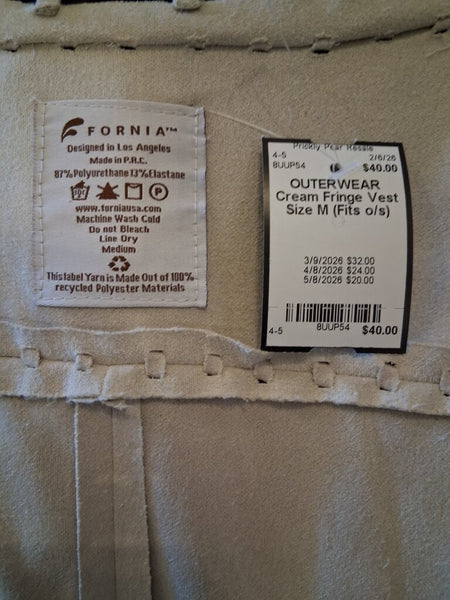 FORNIA™
Designed in Los Angeles
Made in P.R.C.
87% Polyurethane 13% Elastane
P
www.forniausa.com
Machine Wash Cold
Do not Bleach
Line Dry
Medium
This label Yarn is Made Out of 100%
recycled Polyester Materials
Prickly Pear Resale
4-5 2/6/26
8UUP54 $40.00
OUTERWEAR
Cream Fringe Vest
Size M (Fits o/s)
3/9/2026 $32.00
4/8/2026 $24.00
5/8/2026 $20.00
8UUP54
4-5 $40.00